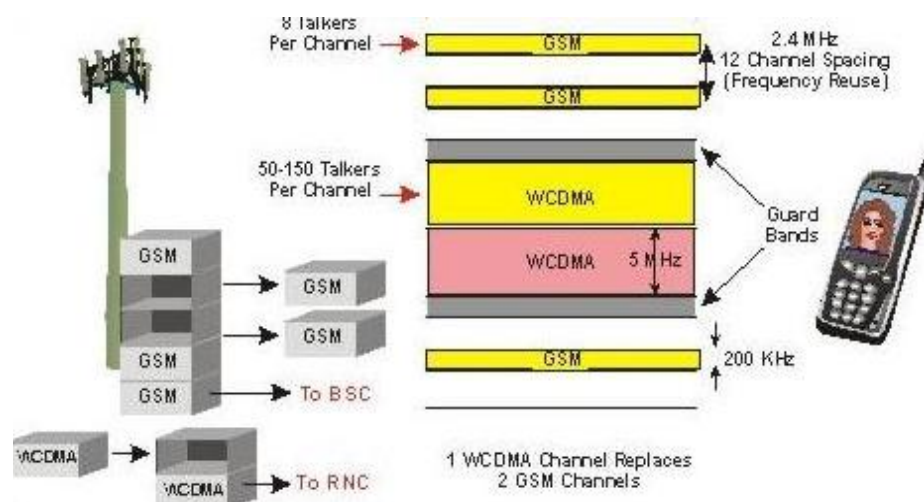 8 Talkers
Per Channel
GSM
2.4 MHz
12 Channel Spacing
(Frequency Reuse)
GSM
50-150 Talkers
Per Channel
WCDMA
Guard
Bands
WCDMA
5 MHz
GSM
GSM
GSM
GSM
GSM
200 KHz
GSM
GSM
To BSC
WCDMA
WCDMA
To RNC
1 WCDMA Channel Replaces
2 GSM Channels